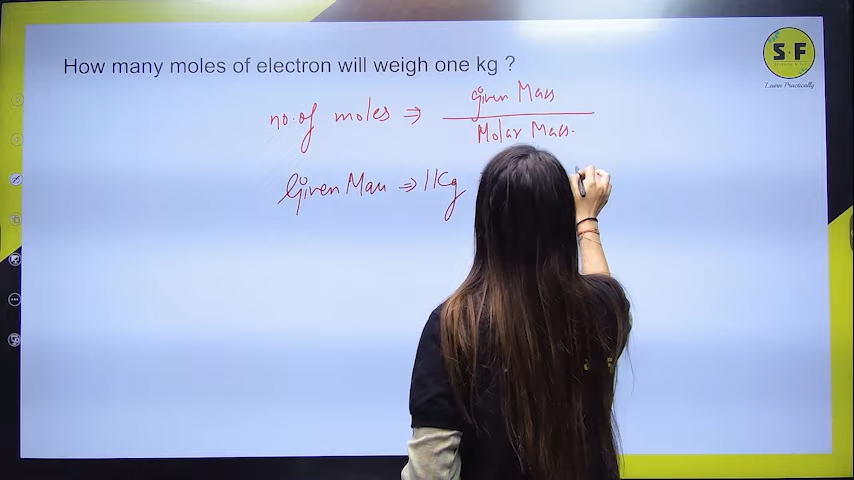 How many moles of electron will weigh one kg ?
S F
Learn Practically
no. of moles ⇒ Given Mass
Molar Mass.
Given Mass ⇒ 1Kg